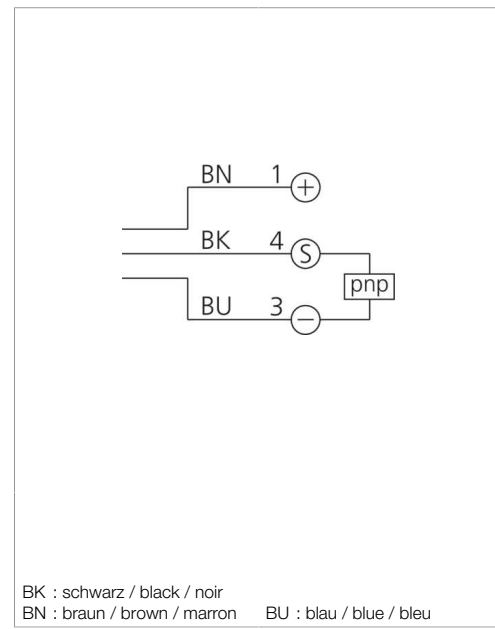 BN 1 +
BK 4 S
pnp
BU 3 −
BK : schwarz / black / noir
BN : braun / brown / marron BU : blau / blue / bleu